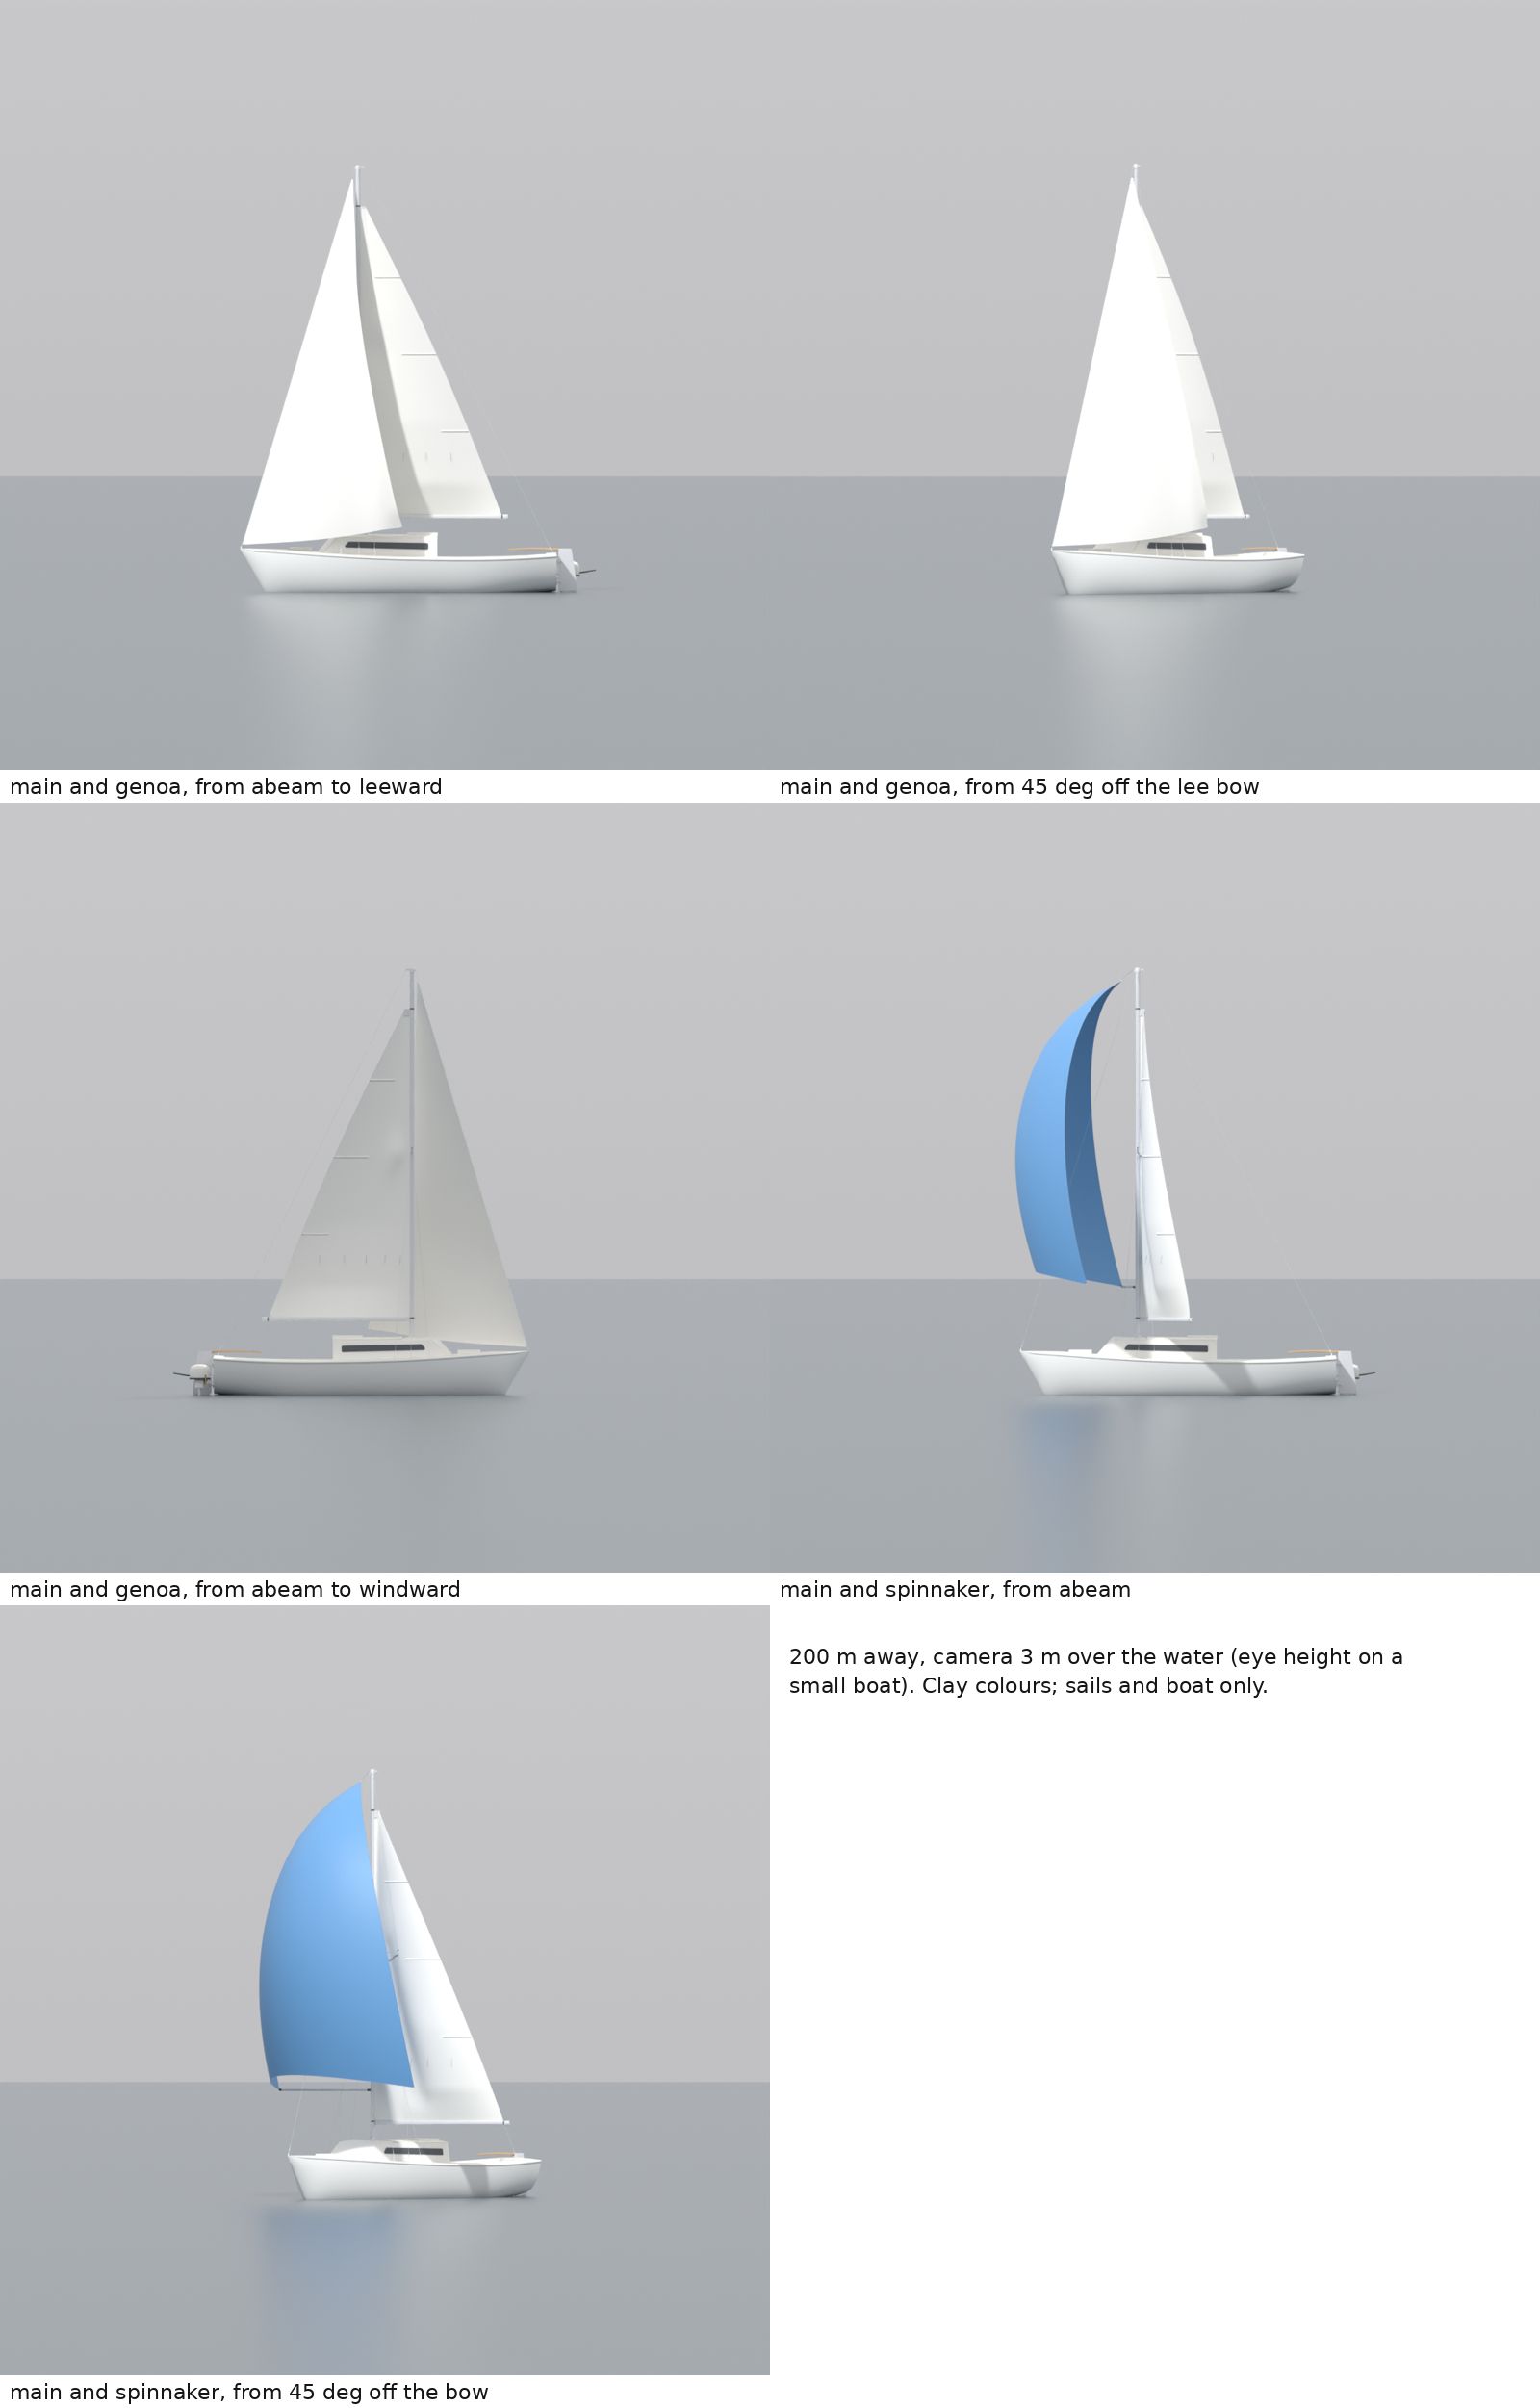 main and genoa, from abeam to leeward
main and genoa, from 45 deg off the lee bow
main and genoa, from abeam to windward
main and spinnaker, from abeam
200 m away, camera 3 m over the water (eye height on a
small boat). Clay colours; sails and boat only.
main and spinnaker, from 45 deg off the bow